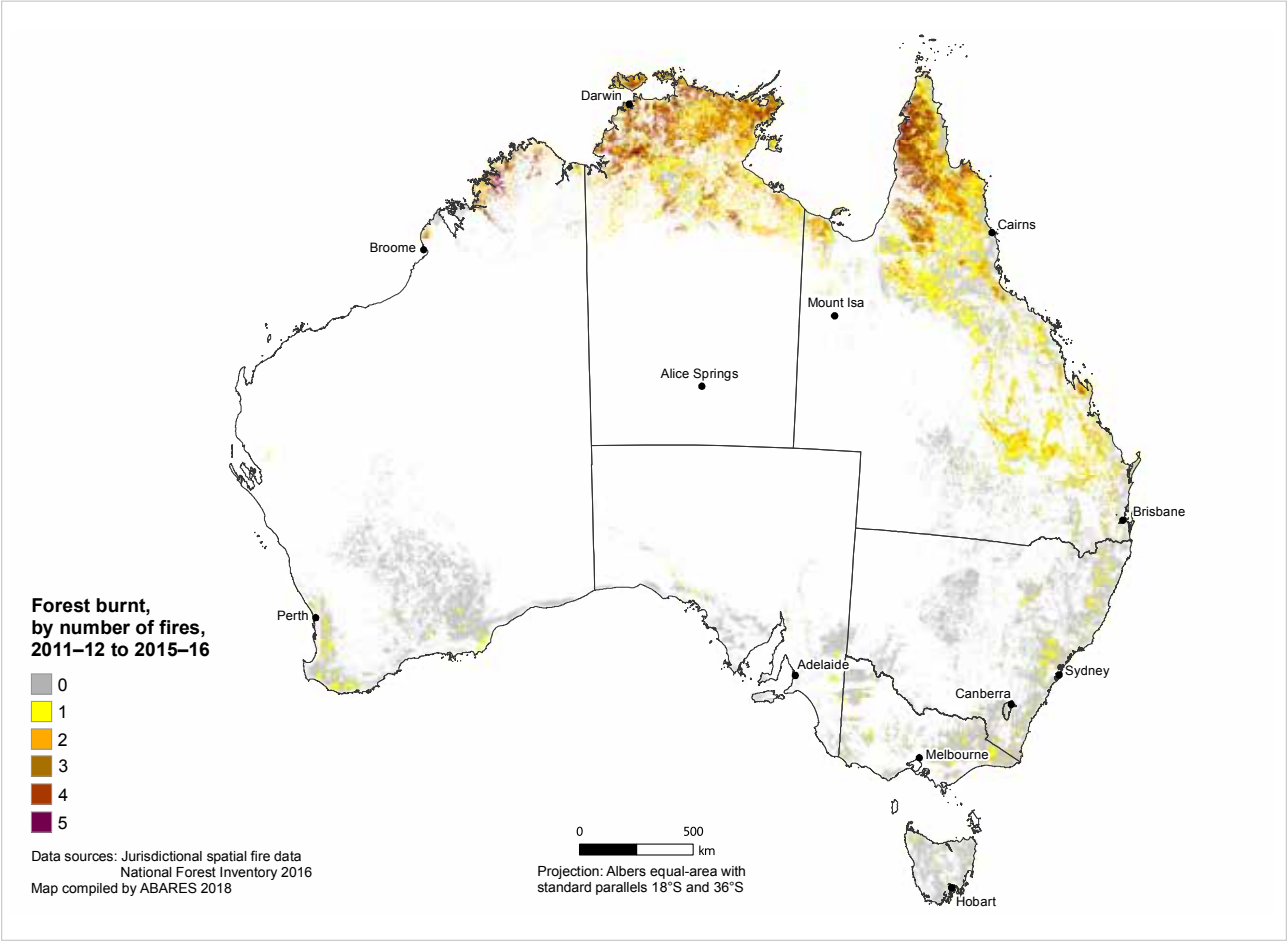 Darwin
Cairns
Broome
Mount Isa
Alice Springs
Brisbane
Perth
Adelaide
Sydney
Canberra
Melbourne
Hobart
Forest burnt,
by number of fires,
2011–12 to 2015–16
0
1
2
3
4
5
Data sources: Jurisdictional spatial fire data
National Forest Inventory 2016
Map compiled by ABARES 2018
0 500
km
Projection: Albers equal-area with
standard parallels 18°S and 36°S